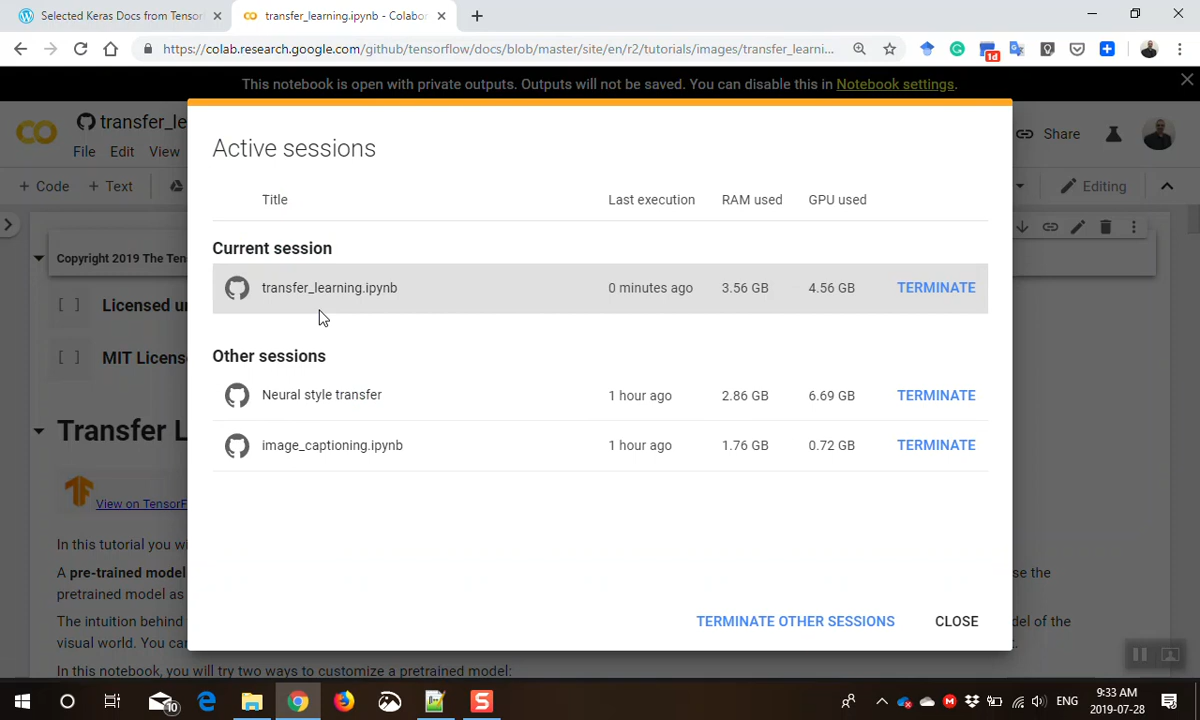 Selected Keras Docs from Tensor
transfer_learning.ipynb - Colabor
https://colab.research.google.com/github/tensorflow/docs/blob/master/site/en/r2/tutorials/images/transfer_learni...
1d
This notebook is open with private outputs. Outputs will not be saved. You can disable this in Notebook settings.
transfer_le
Share
File Edit View
+ Code + Text
Editing
Active sessions
Title Last execution RAM used GPU used
Current session
transfer_learning.ipynb 0 minutes ago 3.56 GB 4.56 GB TERMINATE
Other sessions
Neural style transfer 1 hour ago 2.86 GB 6.69 GB TERMINATE
image_captioning.ipynb 1 hour ago 1.76 GB 0.72 GB TERMINATE
TERMINATE OTHER SESSIONS CLOSE
Copyright 2019 The Ten
[ ] Licensed un
[ ] MIT Licens
Transfer L
View on TensorF
In this tutorial you wi
A pre-trained model
se the
pretrained model as
The intuition behind
del of the
visual world. You ca
In this notebook, you will try two ways to customize a pretrained model:
10
ENG
9:33 AM
2019-07-28